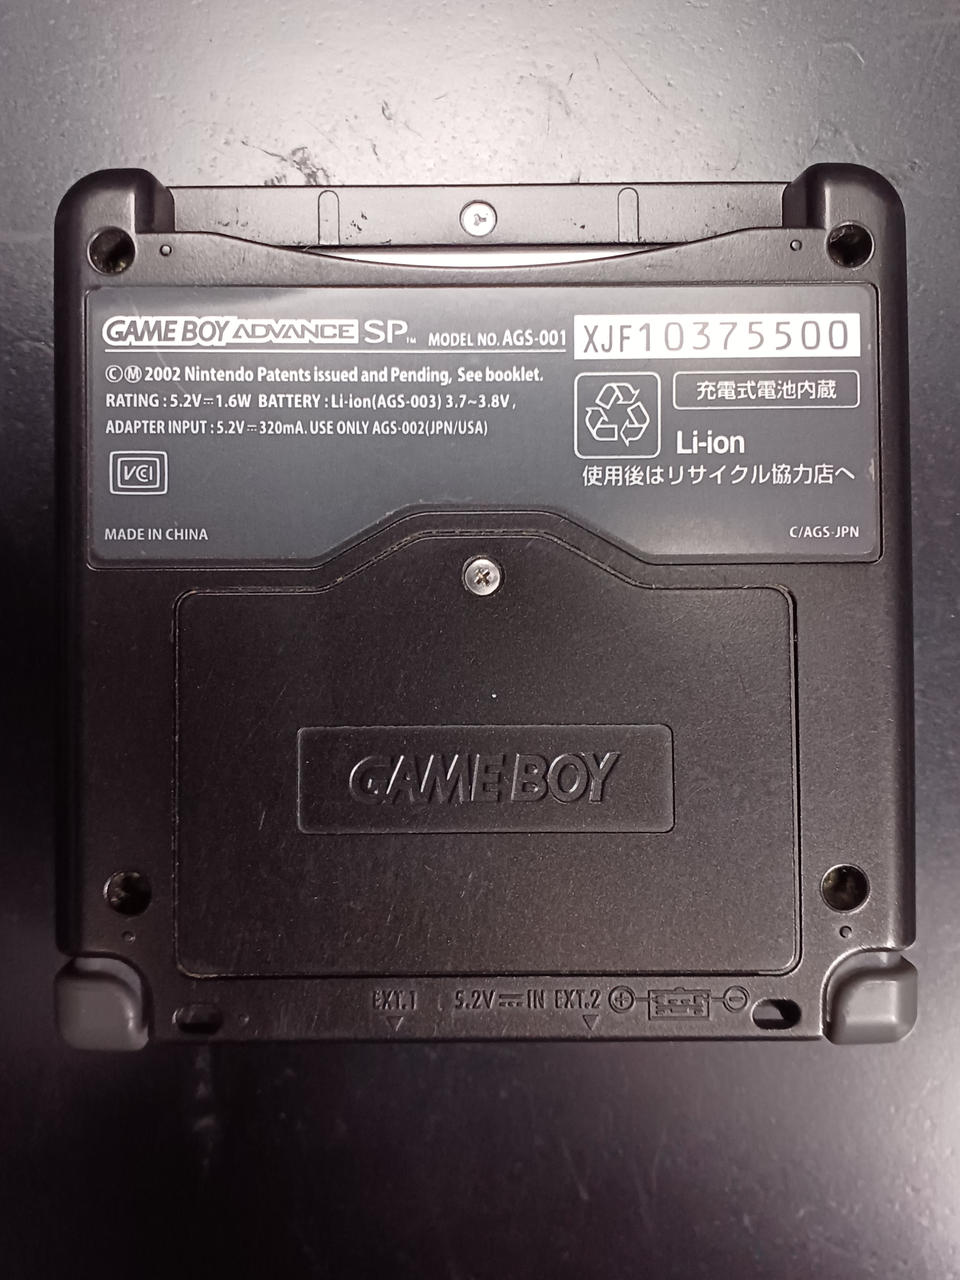 GAME BOY ADVANCE SP™ MODEL NO. AGS-001
XJF10375500
ⒸⓂ 2002 Nintendo Patents issued and Pending, See booklet.
RATING : 5.2V⎓1.6W BATTERY : Li-ion(AGS-003) 3.7~3.8V ,
ADAPTER INPUT : 5.2V⎓320mA. USE ONLY AGS-002(JPN/USA)
VCI
MADE IN CHINA
充電式電池内蔵
Li-ion
使用後はリサイクル協力店へ
C/AGS-JPN
GAME BOY
EXT.1 5.2V⎓IN EXT.2